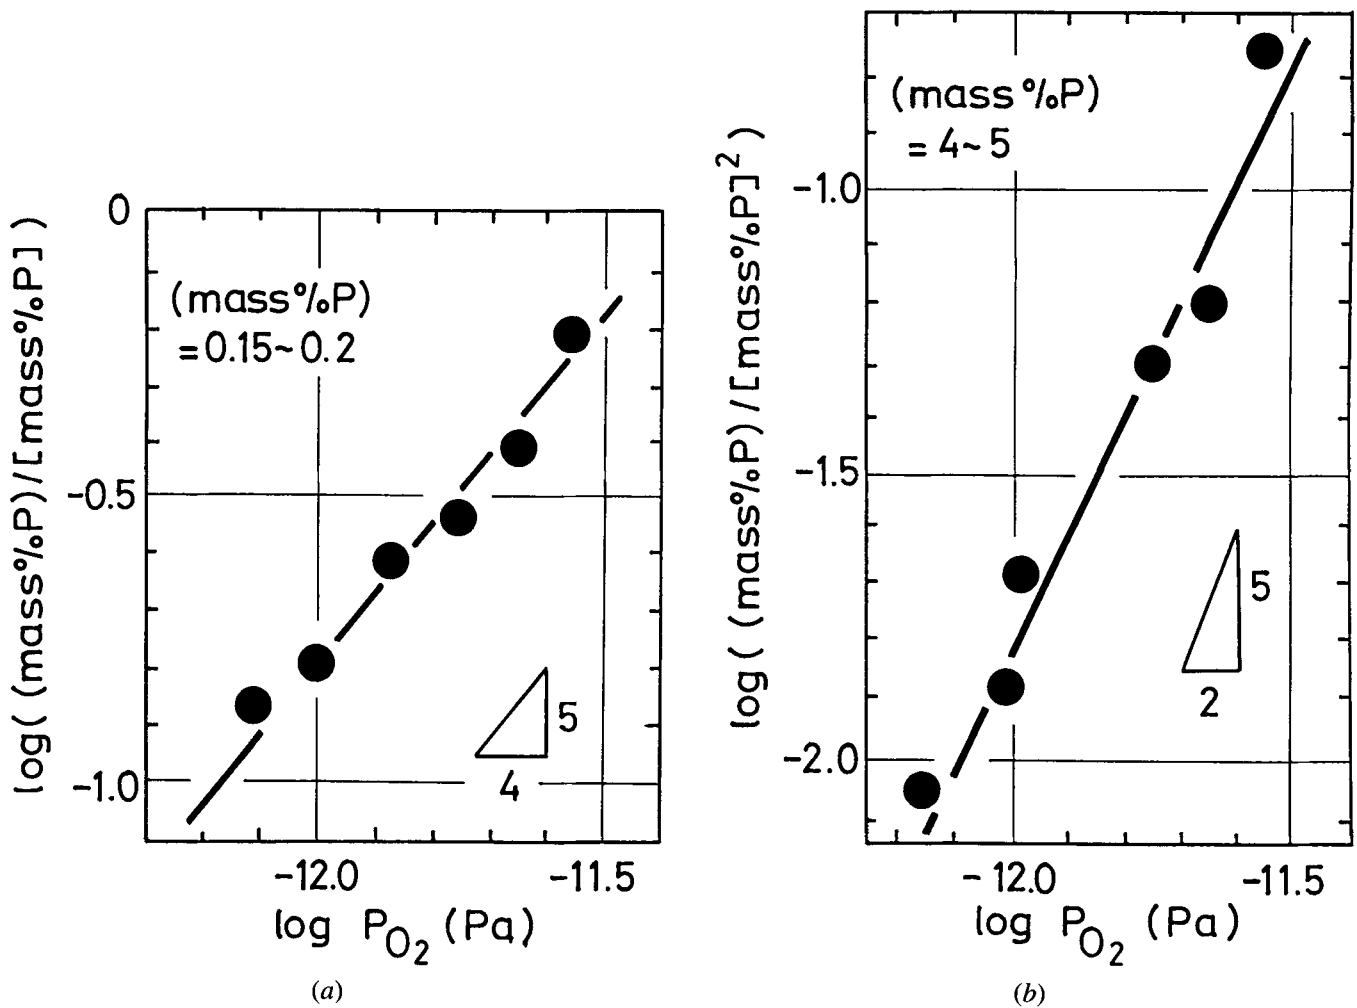 log( (mass%P)/[mass%P] )
0
-0.5
-1.0
(mass%P)
=0.15~0.2
5
4
-12.0
-11.5
log PO2 (Pa)
(a)
log( (mass%P)/[mass%P]2 )
-1.0
-1.5
-2.0
(mass%P)
= 4~5
5
2
-12.0
-11.5
log PO2 (Pa)
(b)